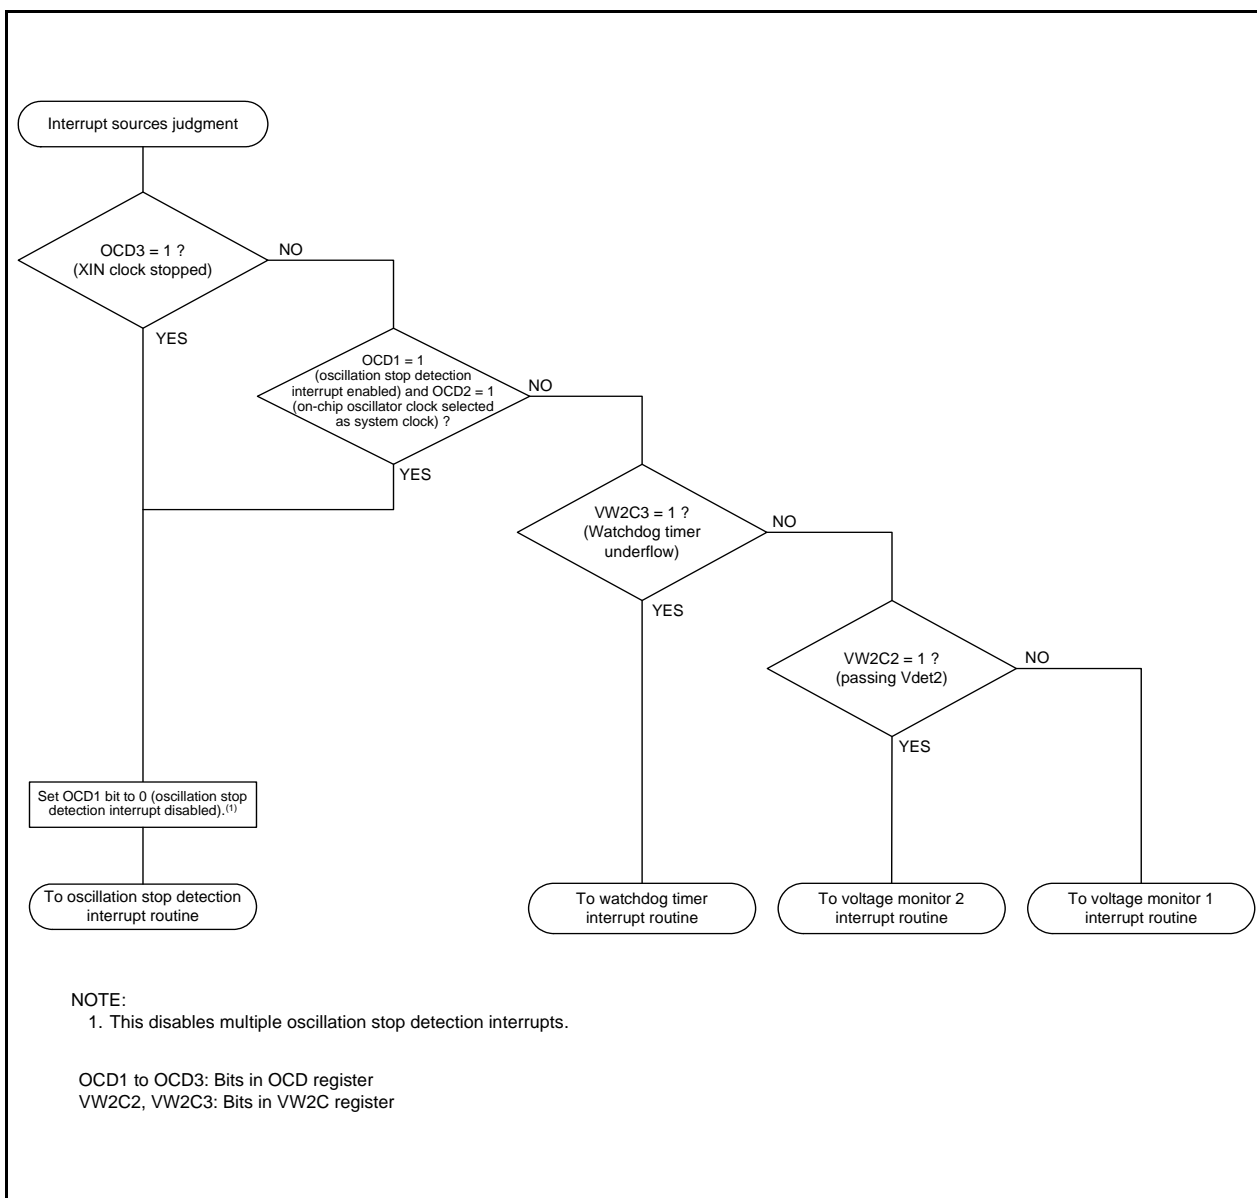 Interrupt sources judgment
OCD3 = 1 ?
(XIN clock stopped)
NO
YES
OCD1 = 1
(oscillation stop detection
interrupt enabled) and OCD2 = 1
(on-chip oscillator clock selected
as system clock) ?
NO
YES
VW2C3 = 1 ?
(Watchdog timer
underflow)
NO
YES
VW2C2 = 1 ?
(passing Vdet2)
NO
YES
Set OCD1 bit to 0 (oscillation stop
detection interrupt disabled).(1)
To oscillation stop detection
interrupt routine
To watchdog timer
interrupt routine
To voltage monitor 2
interrupt routine
To voltage monitor 1
interrupt routine
NOTE:
1. This disables multiple oscillation stop detection interrupts.
OCD1 to OCD3: Bits in OCD register
VW2C2, VW2C3: Bits in VW2C register